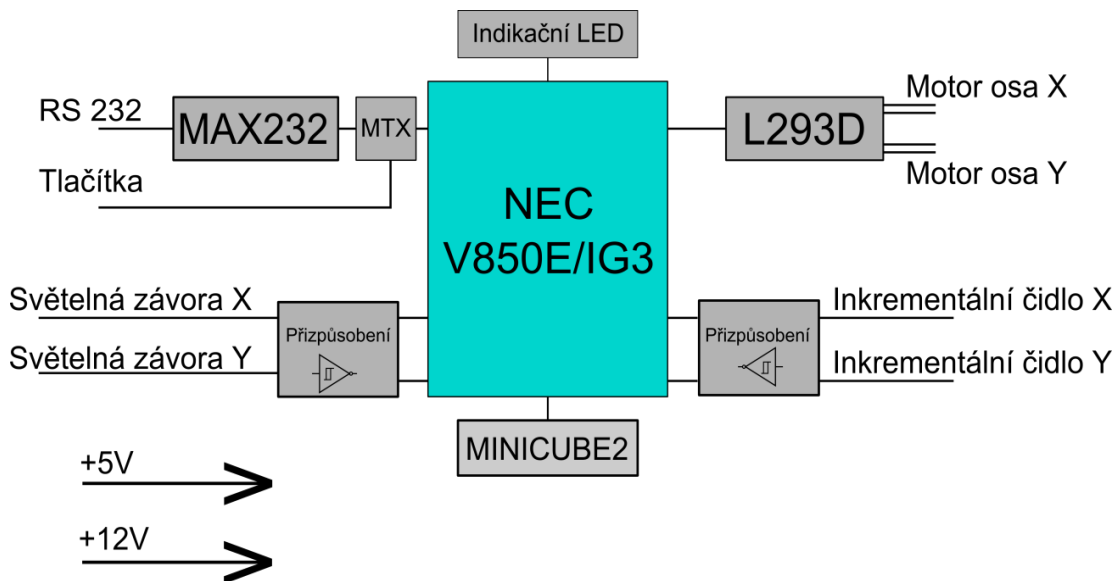 Indikační LED
RS 232
MAX232
MTX
Tlačítka
NEC
V850E/IG3
L293D
Motor osa X
Motor osa Y
Světelná závora X
Světelná závora Y
Přizpůsobení
Přizpůsobení
Inkrementální čidlo X
Inkrementální čidlo Y
MINICUBE2
+5V
+12V